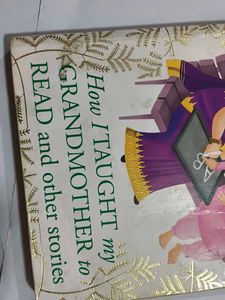 How I TAUGHT my
GRANDMOTHER to
READ and other stories